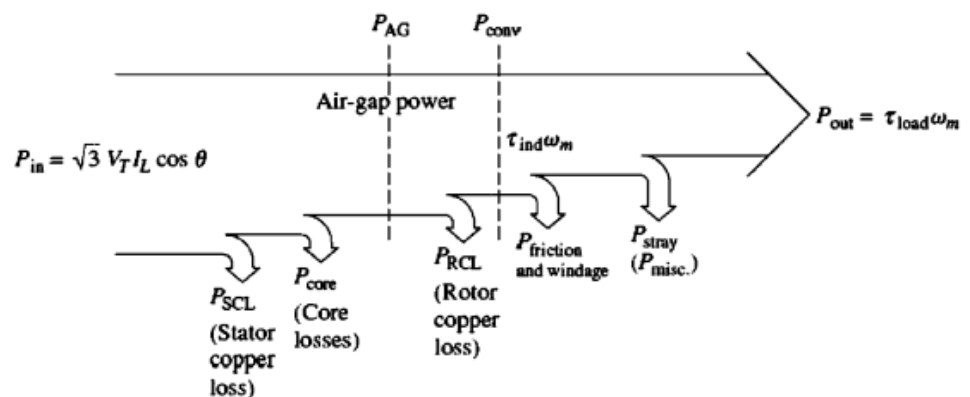 P_AG
P_conv
Air-gap power
P_out = τ_load ω_m
τ_ind ω_m
P_in = √3 V_T I_L cos θ
P_SCL
(Stator
copper
loss)
P_core
(Core
losses)
P_RCL
(Rotor
copper
loss)
P_friction
and windage
P_stray
(P_misc.)